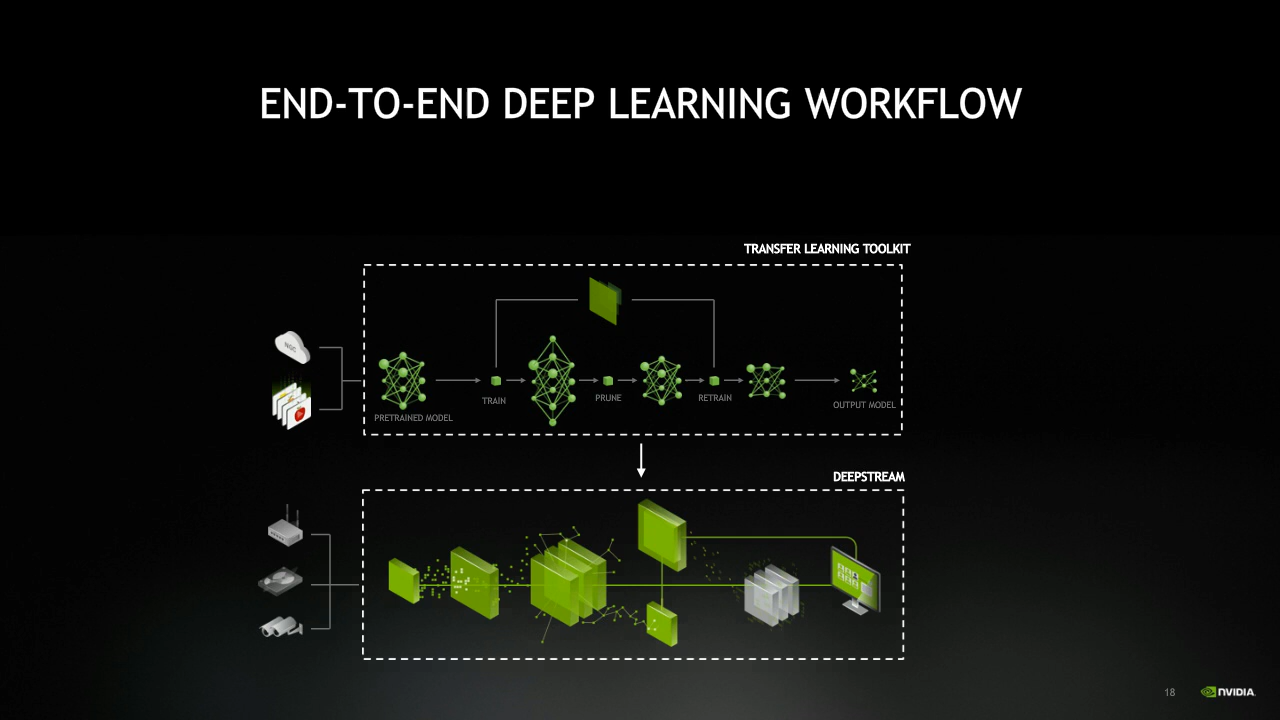 END-TO-END DEEP LEARNING WORKFLOW
TRANSFER LEARNING TOOLKIT
NGC
PRETRAINED MODEL
TRAIN
PRUNE
RETRAIN
OUTPUT MODEL
DEEPSTREAM
18
NVIDIA.